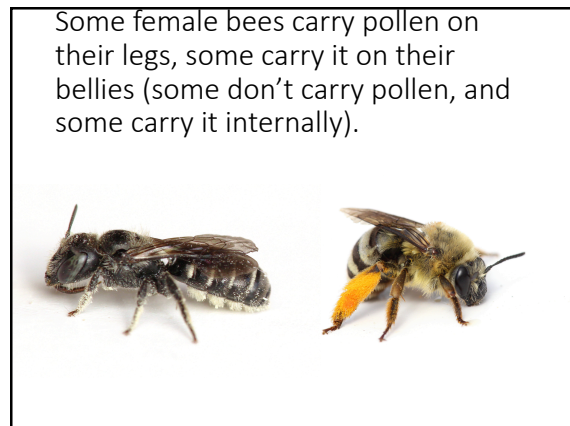 Some female bees carry pollen on
their legs, some carry it on their
bellies (some don’t carry pollen, and
some carry it internally).